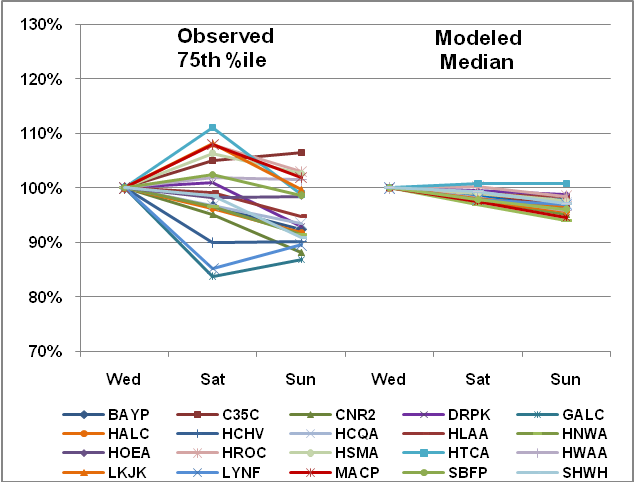 130%
Observed
75th %ile
Modeled
Median
120%
110%
100%
90%
80%
70%
Wed Sat Sun Wed Sat Sun
BAYP C35C CNR2 DRPK GALC
HALC HCHV HCQA HLAA HNWA
HOEA HROC HSMA HTCA HWAA
LKJK LYNF MACP SBFP SHWH